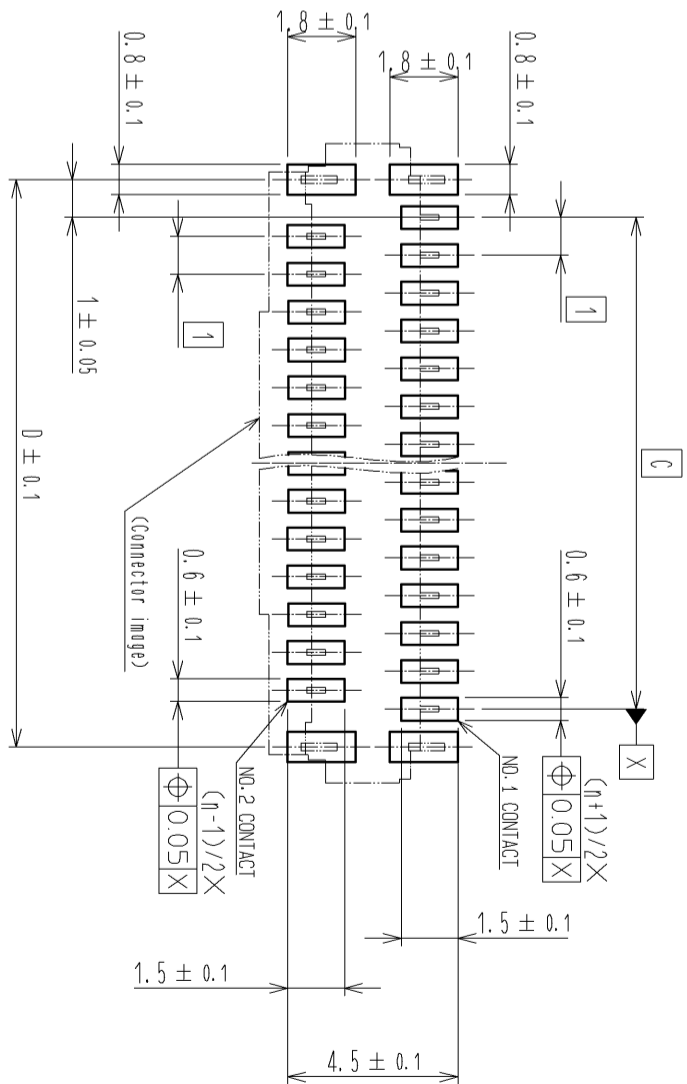 1.8 ± 0.1
1.8 ± 0.1
0.8 ± 0.1
0.8 ± 0.1
1
1
1 ± 0.05
C
D ± 0.1
(Connector image)
0.6 ± 0.1
0.6 ± 0.1
X
NO.1 CONTACT
NO.2 CONTACT
(n+1)/2X
⌖ 0.05 X
(n-1)/2X
⌖ 0.05 X
1.5 ± 0.1
1.5 ± 0.1
4.5 ± 0.1